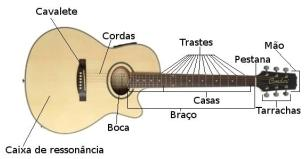 Cavalete
Cordas
Trastes
Mão
Pestana
Boca
Casas
Braço
Tarrachas
Caixa de ressonância